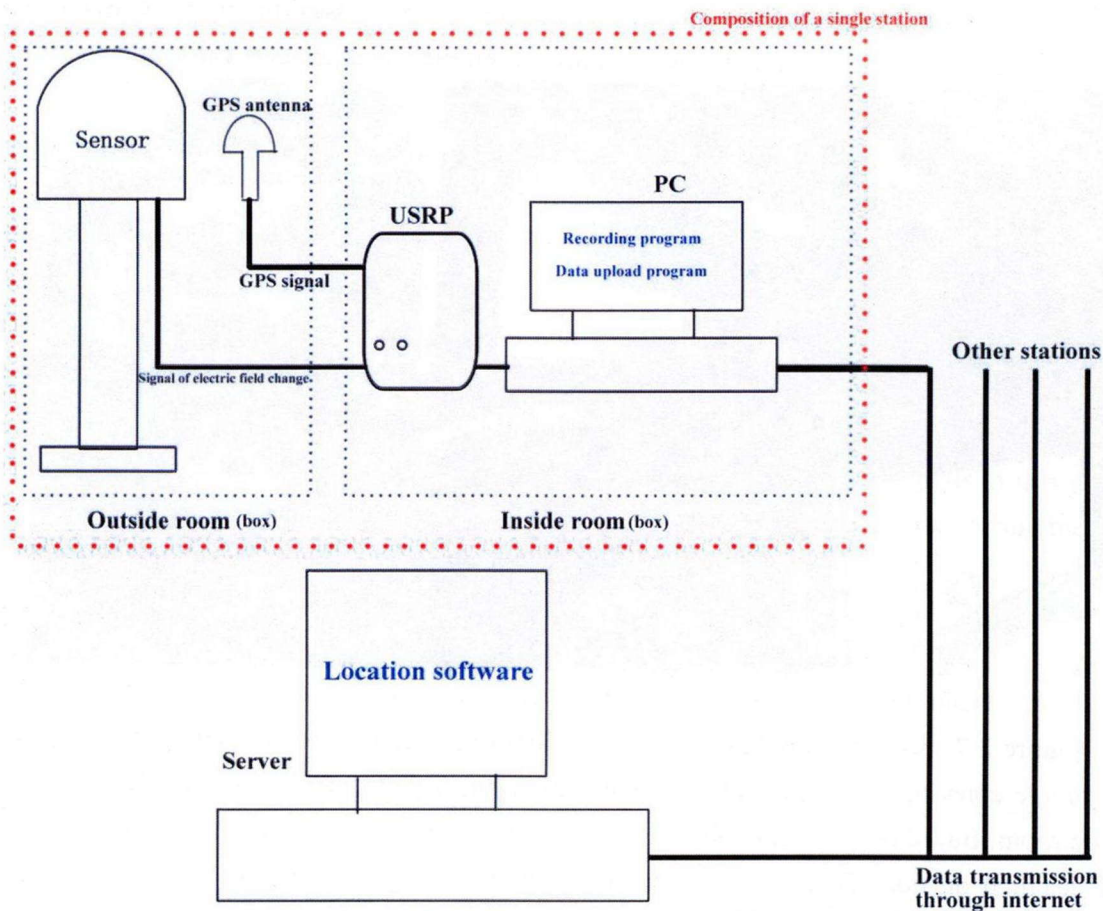 Composition of a single station
GPS antenna
Sensor
PC
USRP
Recording program
Data upload program
GPS signal
Signal of electric field change
Other stations
Outside room (box)
Inside room (box)
Location software
Server
Data transmission
through internet